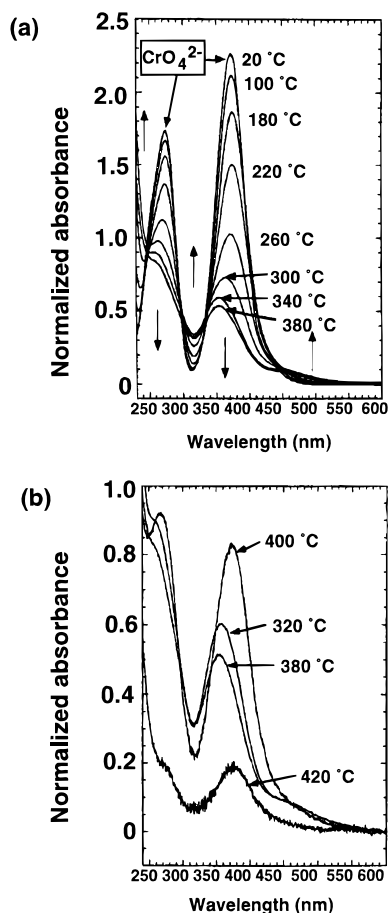 (a)
2.5
2.0
1.5
1.0
0.5
0
Normalized absorbance
CrO₄²⁻
20 ˚C
100 ˚C
180 ˚C
220 ˚C
260 ˚C
300 ˚C
340 ˚C
380 ˚C
250 300 350 400 450 500 550 600
Wavelength (nm)
(b)
1.0
0.8
0.6
0.4
0.2
0
Normalized absorbance
400 ˚C
320 ˚C
380 ˚C
420 ˚C
250 300 350 400 450 500 550 600
Wavelength (nm)